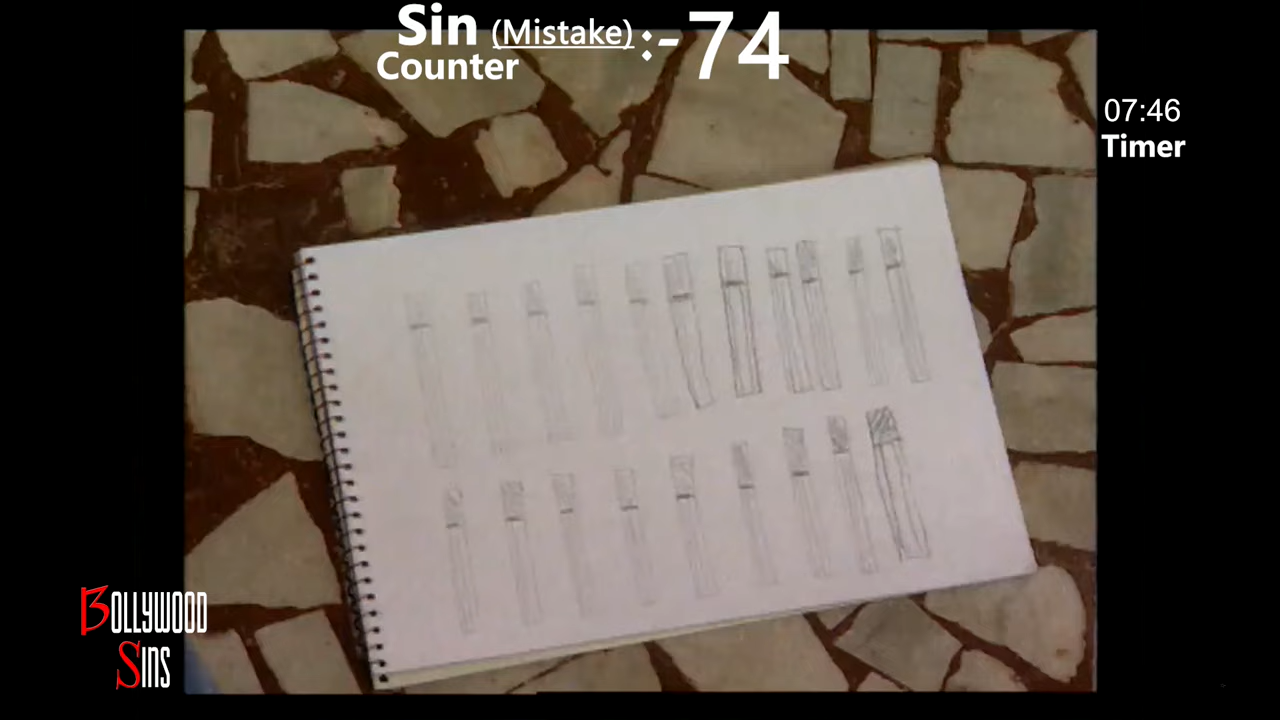 Sin (Mistake) :- 74
Counter
07:46
Timer
BOLLYWOOD
SINS